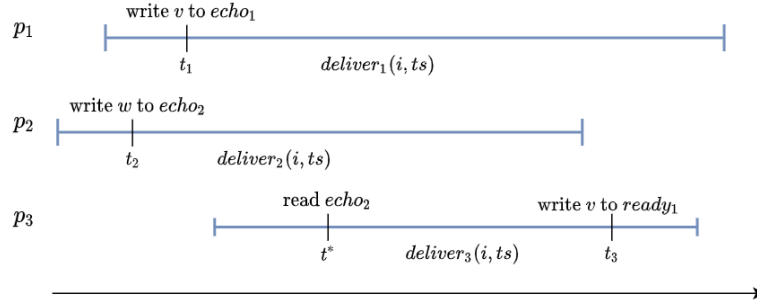 write v to echo₁
p₁
t₁ deliver₁(i, ts)
write w to echo₂
p₂
t₂ deliver₂(i, ts)
read echo₂ write v to ready₁
p₃
t* deliver₃(i, ts) t₃